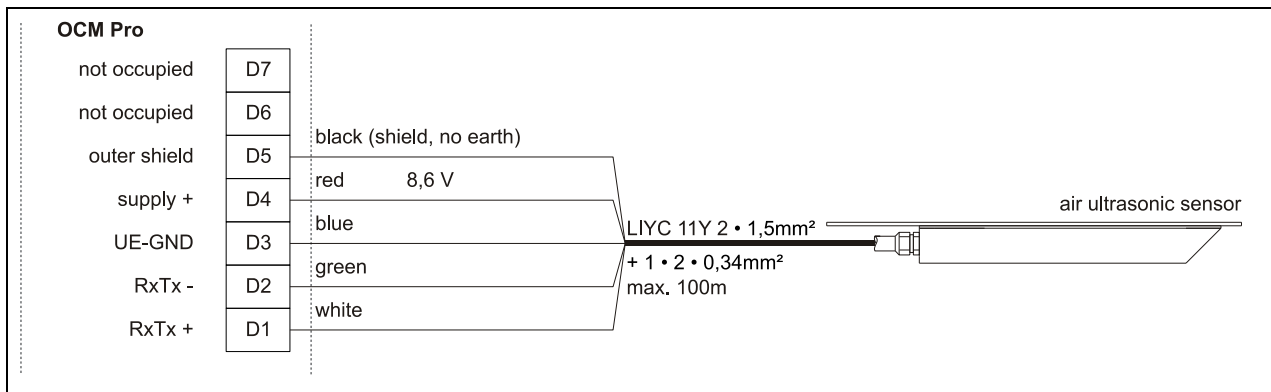 OCM Pro
not occupied D7
not occupied D6
outer shield D5 black (shield, no earth)
supply + D4 red 8,6 V
UE-GND D3 blue
RxTx - D2 green
RxTx + D1 white
LIYC 11Y 2 • 1,5mm²
+ 1 • 2 • 0,34mm²
max. 100m
air ultrasonic sensor